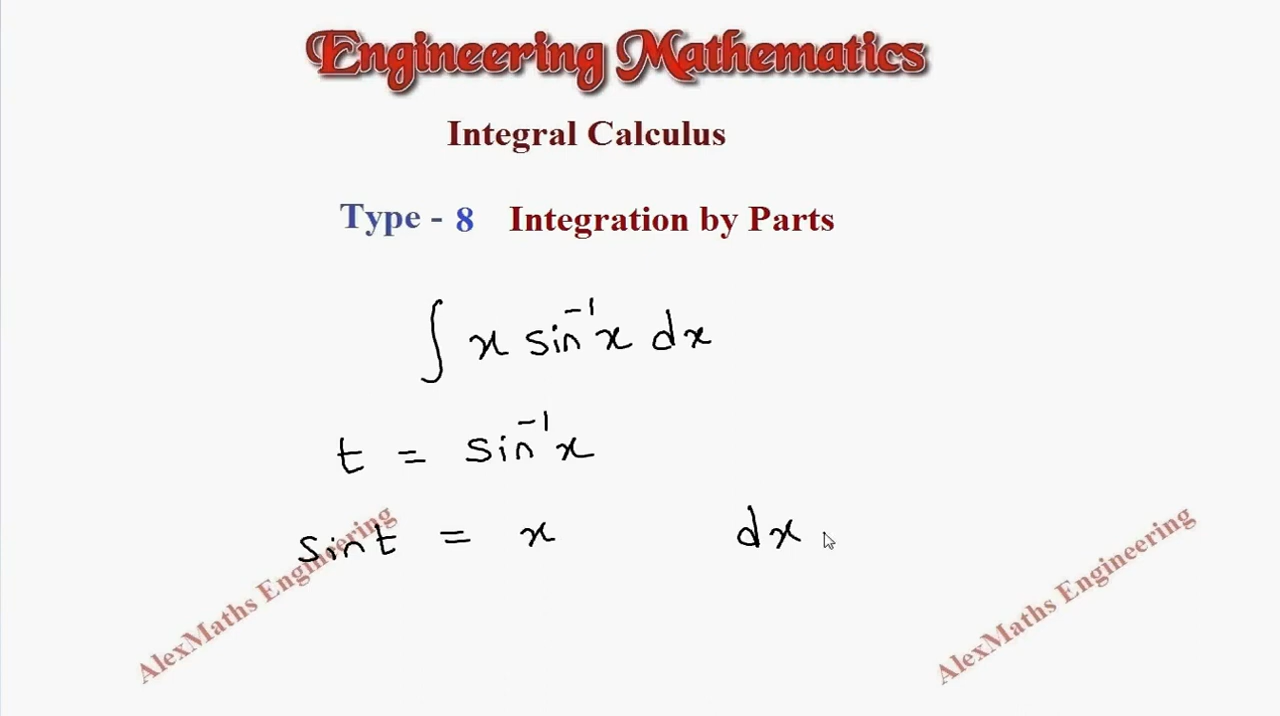 Engineering Mathematics
Integral Calculus
Type - 8 Integration by Parts
∫ x sin⁻¹x dx
t = sin⁻¹x
sin t = x dx
AlexMaths Engineering
AlexMaths Engineering